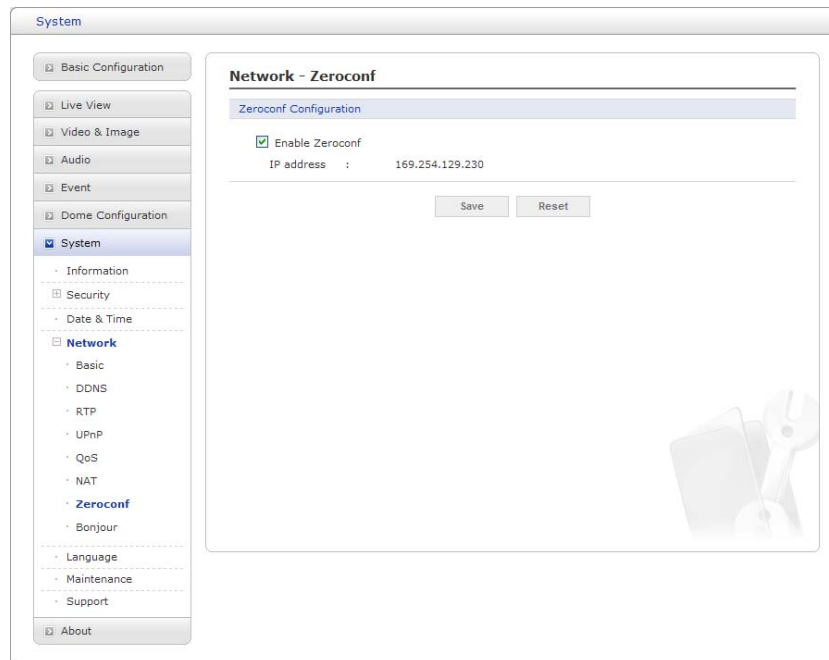 System
Basic Configuration
Live View
Video & Image
Audio
Event
Dome Configuration
System
Information
Security
Date & Time
Network
Basic
DDNS
RTP
UPnP
QoS
NAT
Zeroconf
Bonjour
Language
Maintenance
Support
About
Network - Zeroconf
Zeroconf Configuration
Enable Zeroconf
IP address : 169.254.129.230
Save Reset